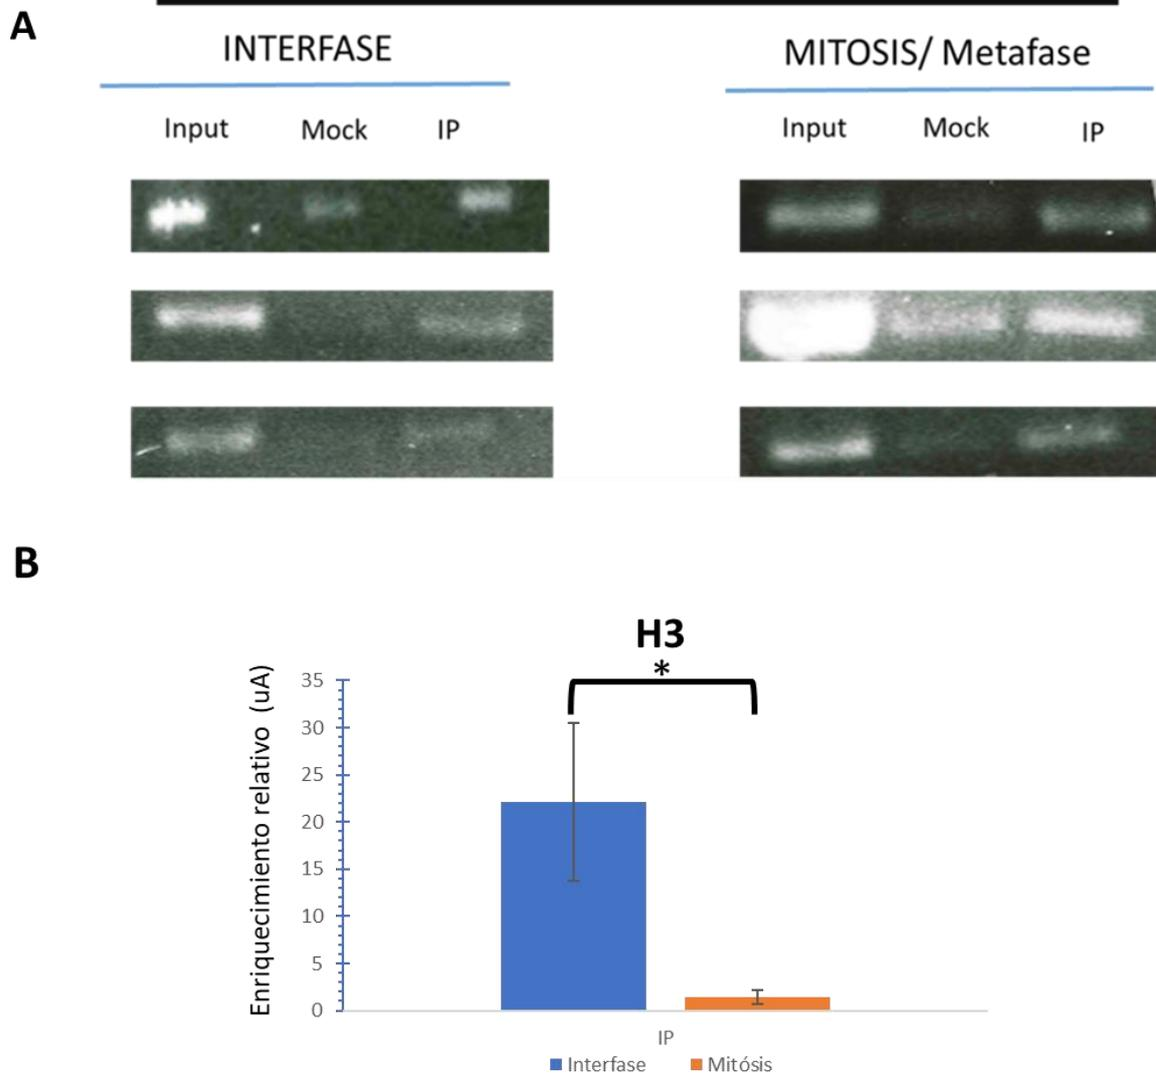 A
INTERFASE
MITOSIS/ Metafase
Input Mock IP
Input Mock IP
B
H3
*
Enriquecimiento relativo (uA)
35
30
25
20
15
10
5
0
IP
Interfase Mitósis